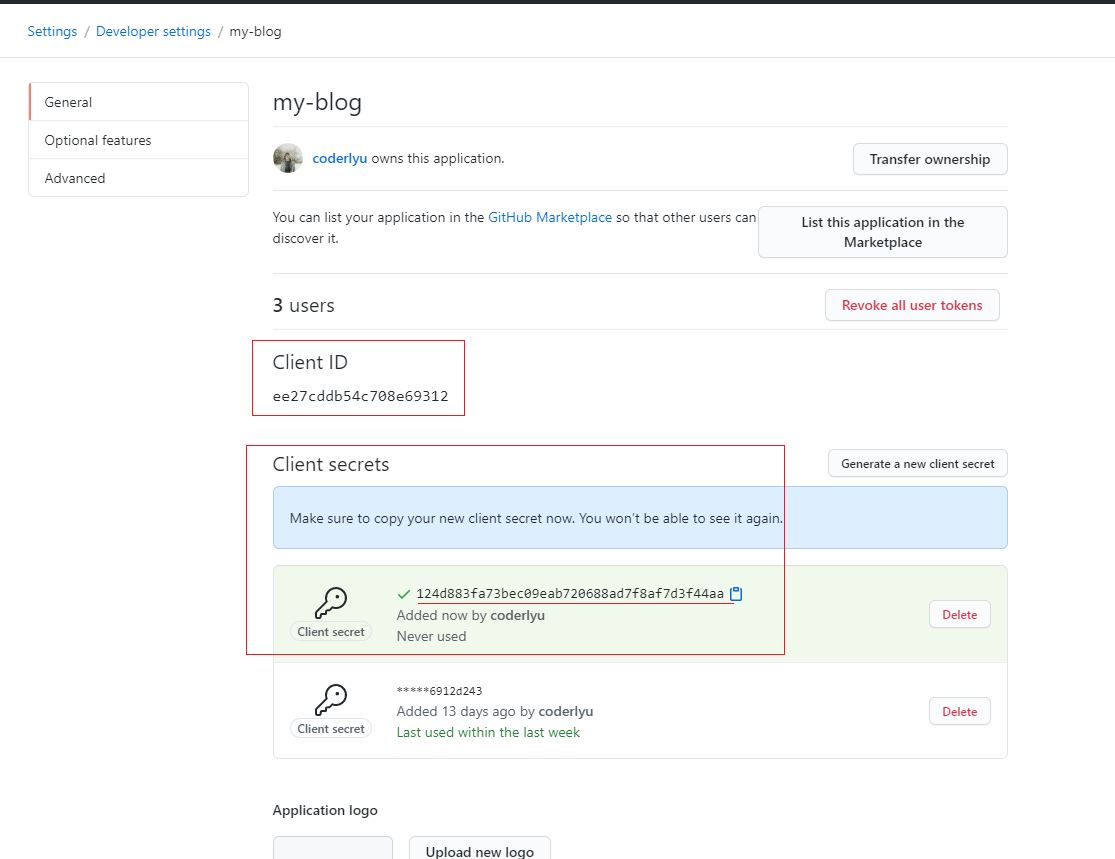 Settings / Developer settings / my-blog
General
Optional features
Advanced
my-blog
coderlyu owns this application.
Transfer ownership
You can list your application in the GitHub Marketplace so that other users can
discover it.
List this application in the
Marketplace
3 users
Revoke all user tokens
Client ID
ee27cddb54c708e69312
Client secrets
Generate a new client secret
Make sure to copy your new client secret now. You won't be able to see it again.
124d883fa73bec09eab720688ad7f8af7d3f44aa
Added now by coderlyu
Never used
Client secret
Delete
*****6912d243
Added 13 days ago by coderlyu
Last used within the last week
Client secret
Delete
Application logo
Upload new logo